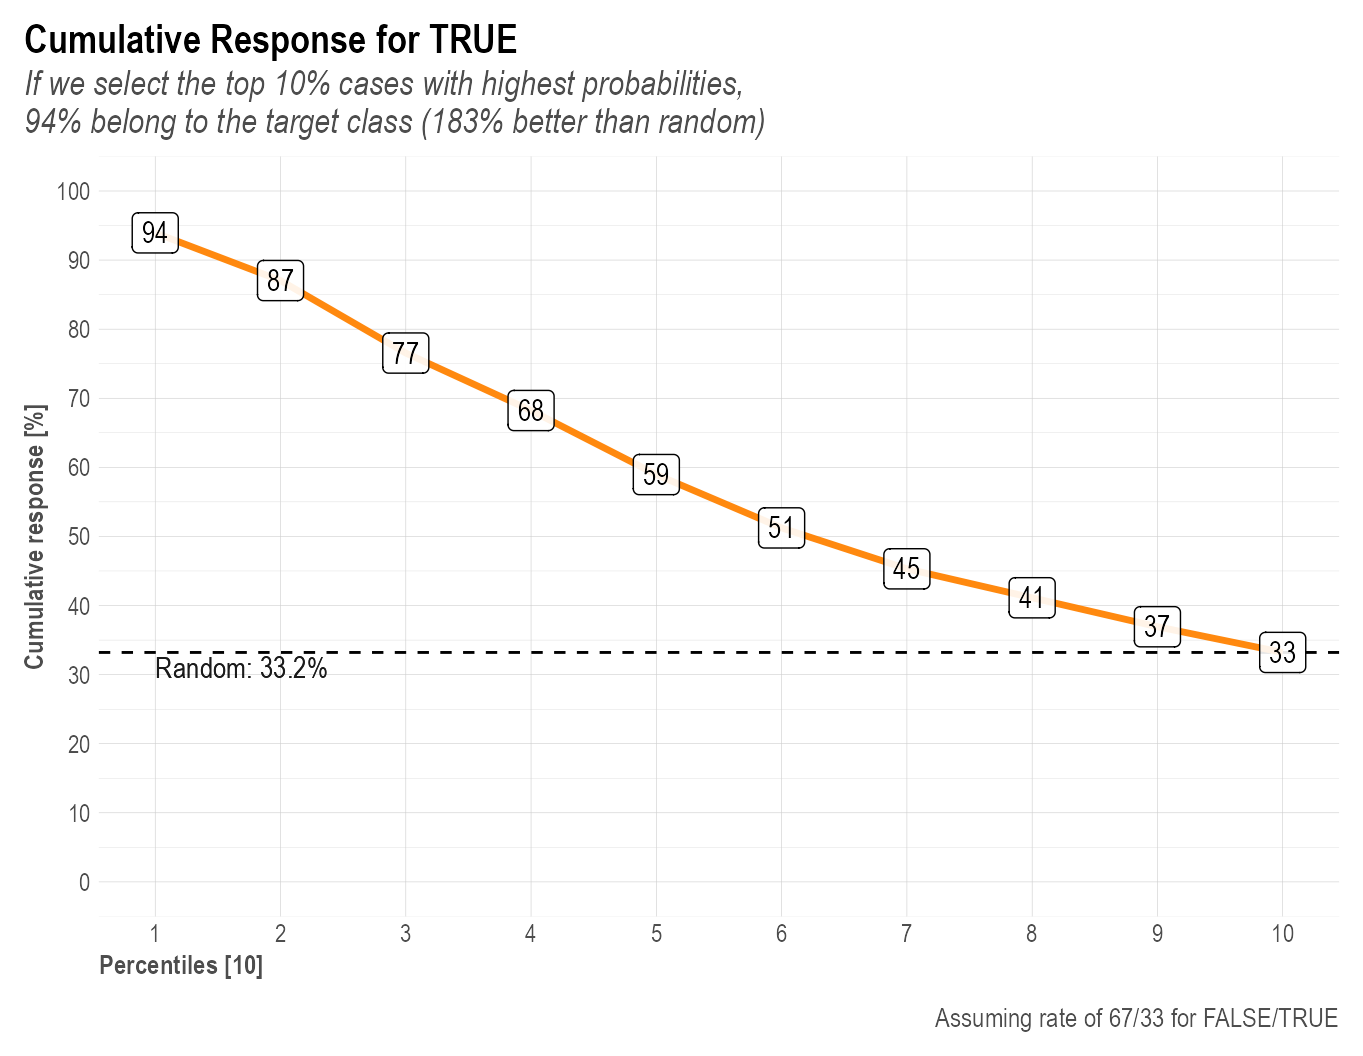 Cumulative Response for TRUE
If we select the top 10% cases with highest probabilities,
94% belong to the target class (183% better than random)
Cumulative response [%]
100
90
80
70
60
50
40
30
20
10
0
94
87
77
68
59
51
45
41
37
33
Random: 33.2%
1 2 3 4 5 6 7 8 9 10
Percentiles [10]
Assuming rate of 67/33 for FALSE/TRUE